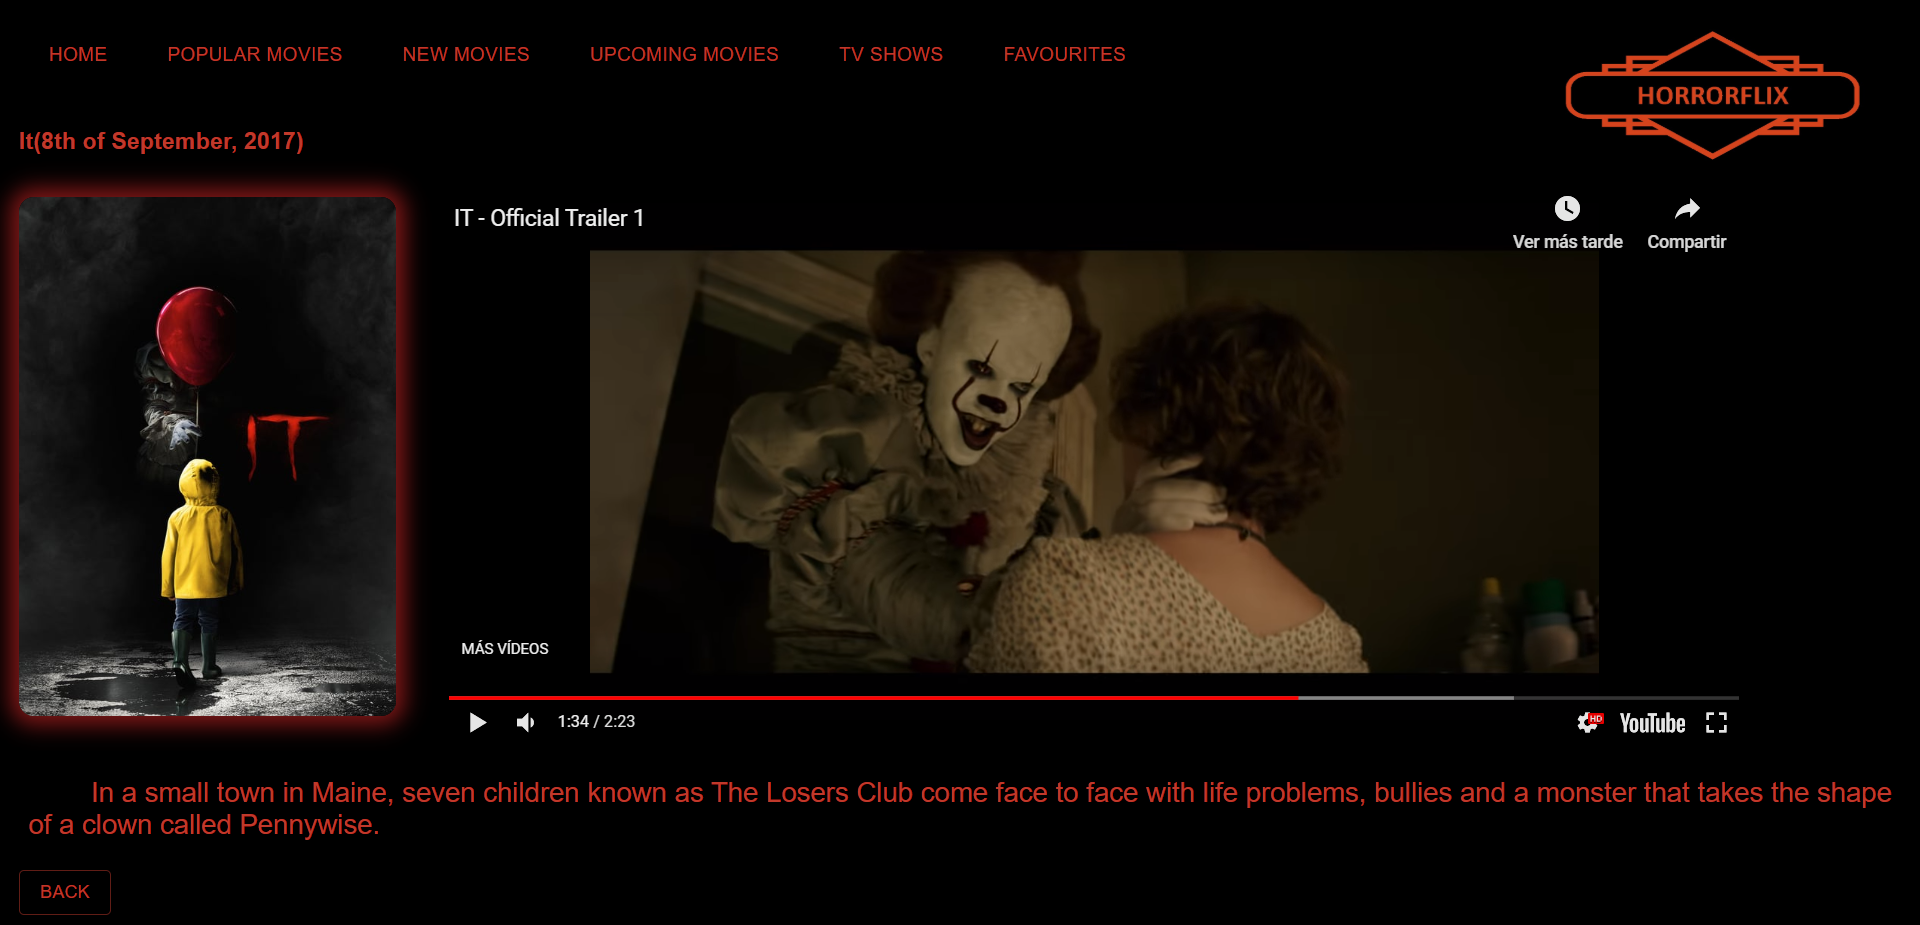 HOME POPULAR MOVIES NEW MOVIES UPCOMING MOVIES TV SHOWS FAVOURITES
HORRORFLIX
It(8th of September, 2017)
IT - Official Trailer 1
Ver más tarde Compartir
IT
MÁS VÍDEOS
1:34 / 2:23
HD
YouTube
In a small town in Maine, seven children known as The Losers Club come face to face with life problems, bullies and a monster that takes the shape
of a clown called Pennywise.
BACK